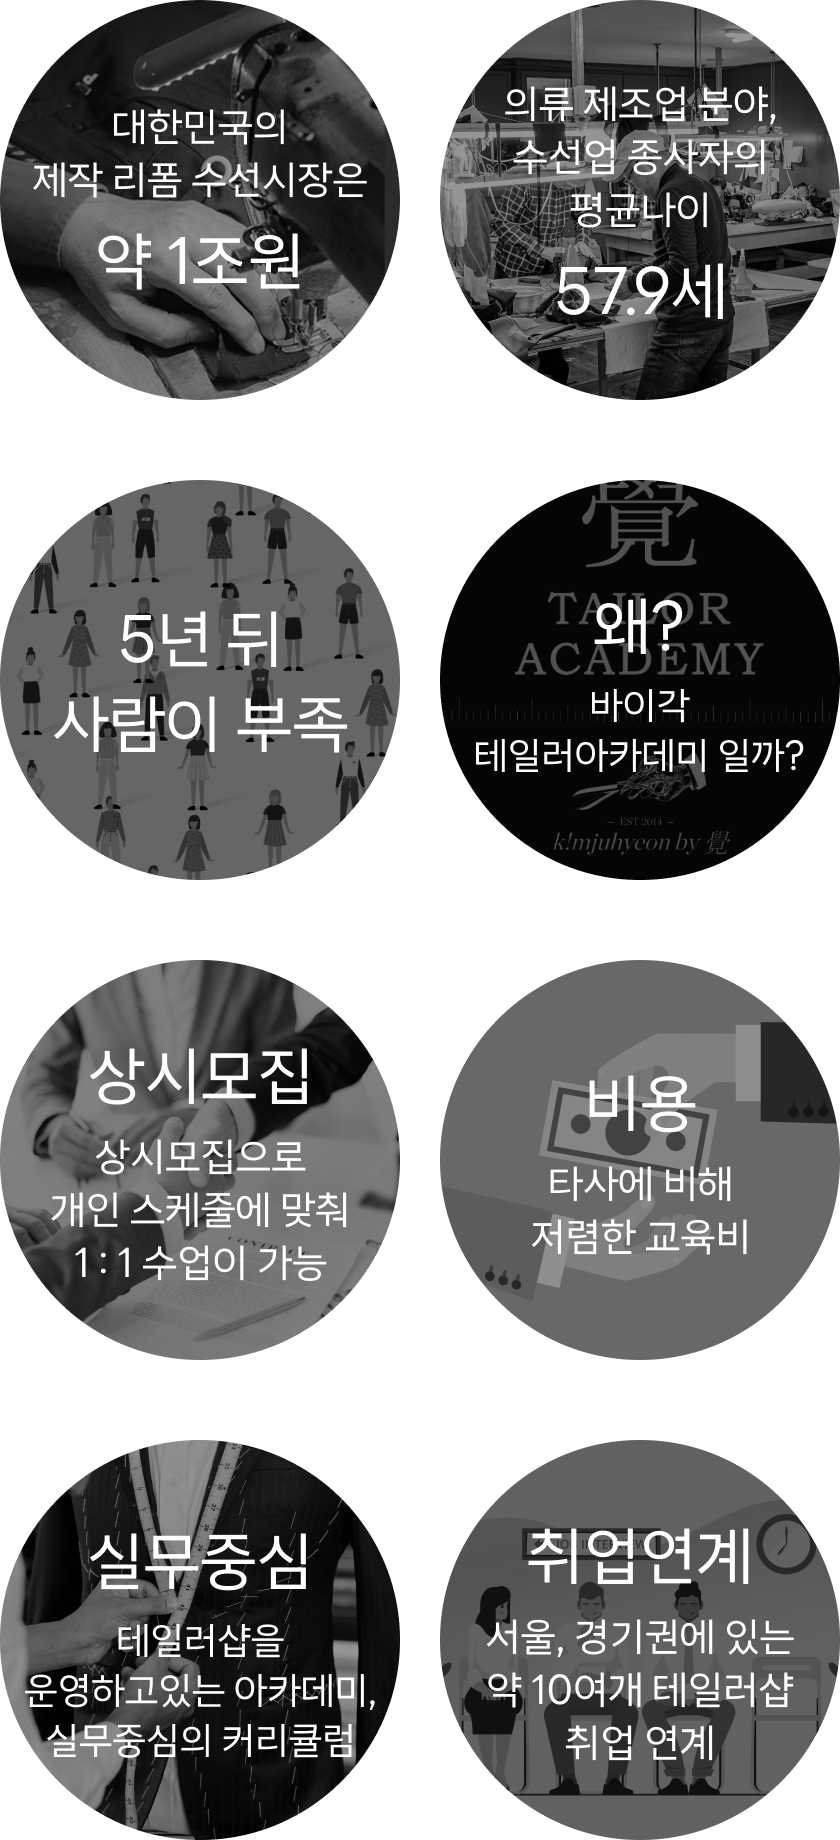 대한민국의
제작 리폼 수선시장은
약 1조원
의류 제조업 분야,
수선업 종사자의
평균나이
57.9세
5년 뒤
사람이 부족
覺
TAILOR
ACADEMY
왜?
바이각
테일러아카데미 일까?
– EST 2014 –
k!mjuhyeon by 覺
상시모집
상시모집으로
개인 스케줄에 맞춰
1 : 1 수업이 가능
비용
타사에 비해
저렴한 교육비
실무중심
테일러샵을
운영하고있는 아카데미,
실무중심의 커리큘럼
취업연계
서울, 경기권에 있는
약 10여개 테일러샵
취업 연계